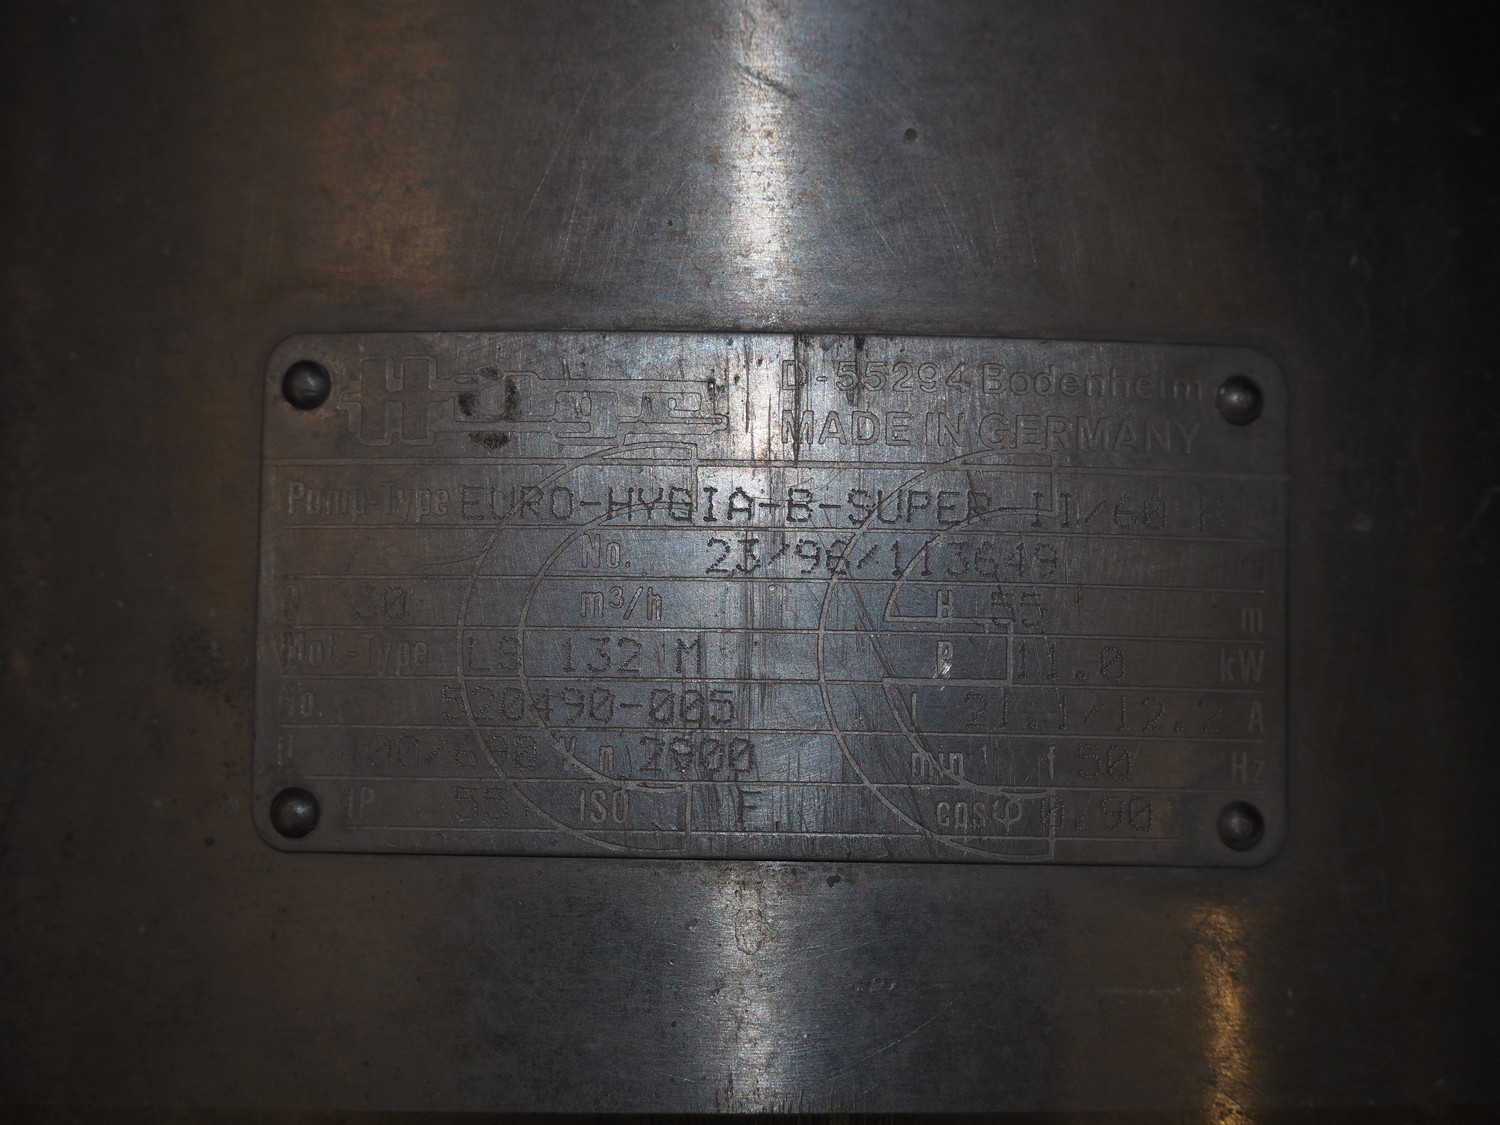 Hilge D-55294 Bodenheim
MADE IN GERMANY
Pump-Type EURO-HYGIA-B-SUPER II/60 B
No. 23/96/113649
Q 30 m³/h H 55 m
Mot.-Type LS 132 M P 11.0 kW
No. 520490-005 I 21.1/12.2 A
U 400/690 V n 2900 min⁻¹ f 50 Hz
IP 55 ISO F cosφ 0.90